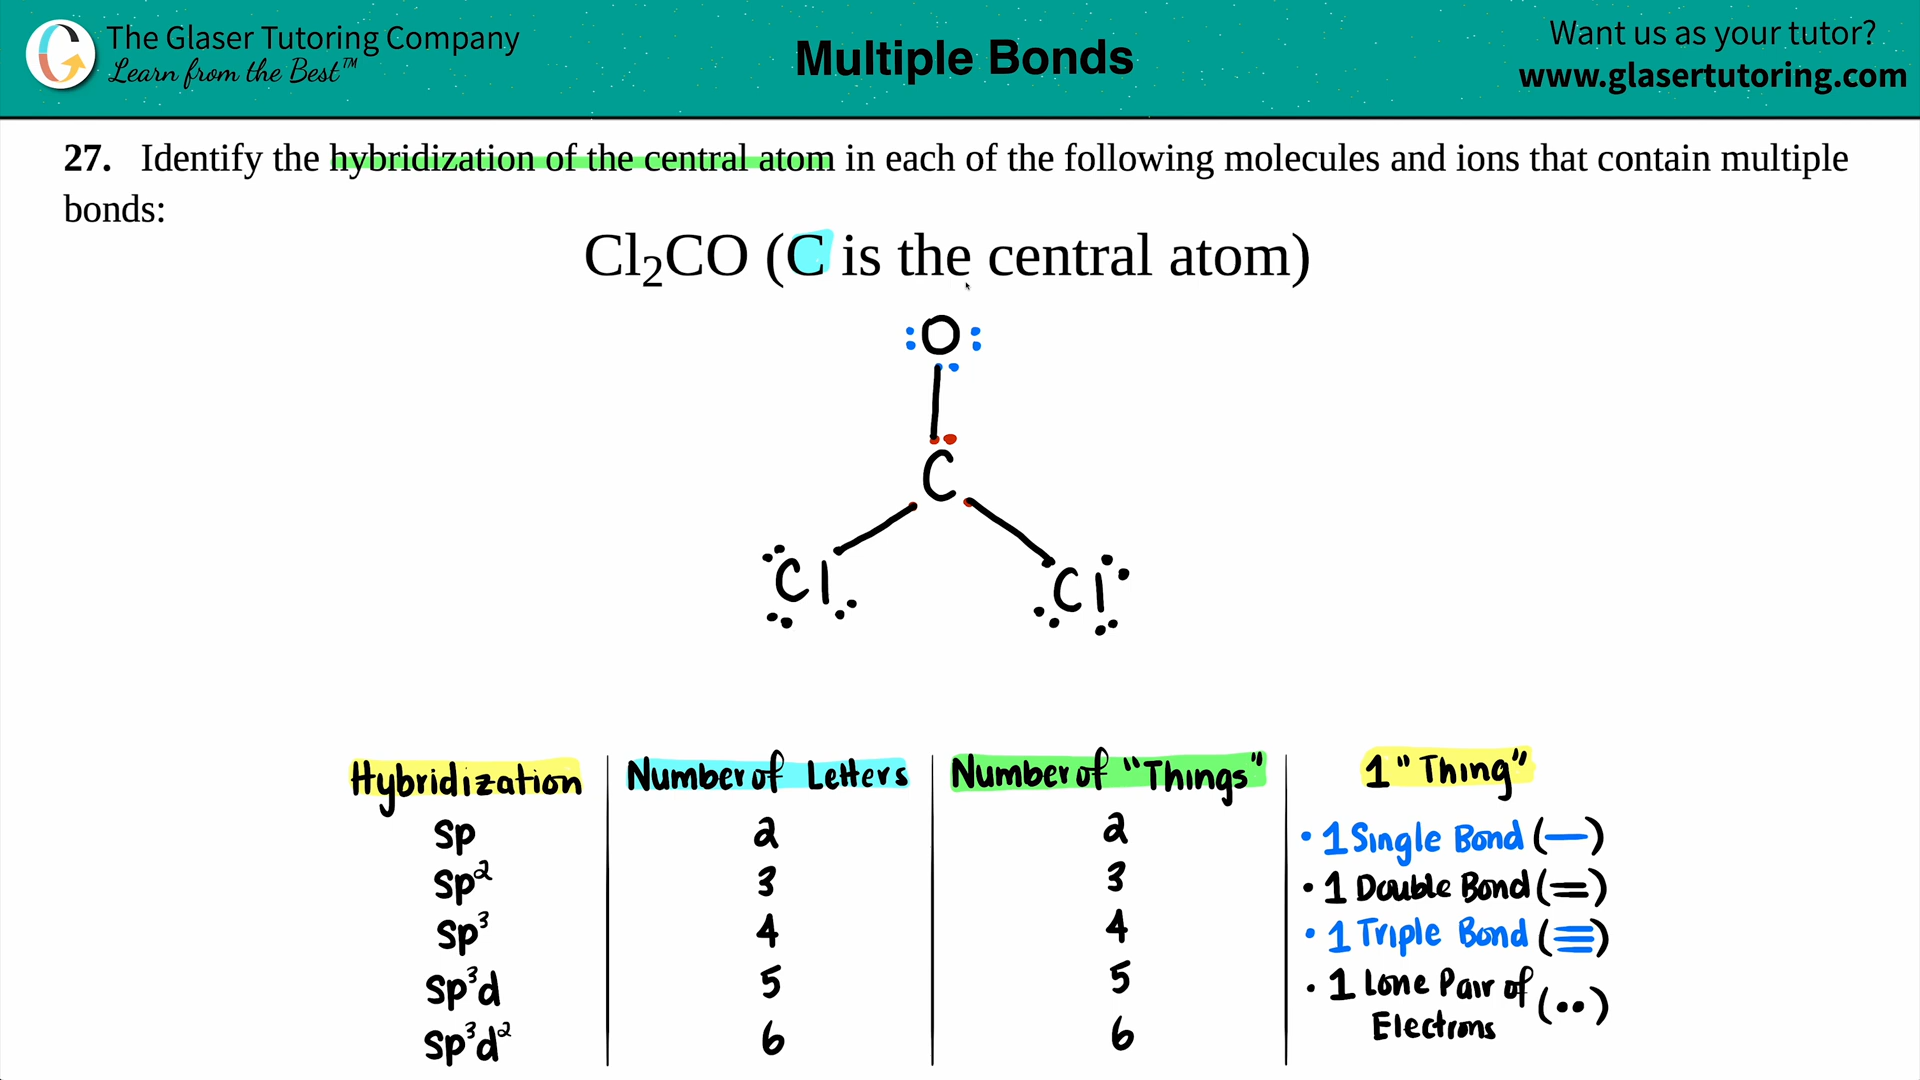 The Glaser Tutoring Company
Learn from the Best™
Multiple Bonds
Want us as your tutor?
www.glasertutoring.com
27. Identify the hybridization of the central atom in each of the following molecules and ions that contain multiple
bonds:
Cl₂CO (C is the central atom)
O
C
Cl Cl
Hybridization Number of Letters Number of "Things" 1 "Thing"
sp 2 2 • 1 Single Bond (—)
sp² 3 3 • 1 Double Bond (=)
sp³ 4 4 • 1 Triple Bond (≡)
sp³d 5 5 • 1 Lone Pair of
Electrons (••)
sp³d² 6 6